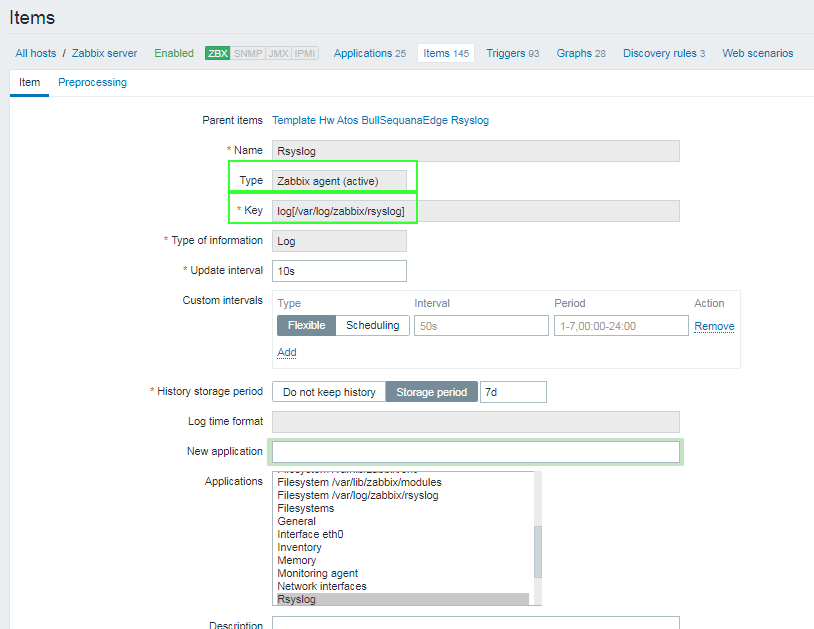 Items
All hosts / Zabbix server Enabled ZBX SNMP JMX IPMI Applications 25 Items 145 Triggers 93 Graphs 28 Discovery rules 3 Web scenarios
Item Preprocessing
Parent items Template Hw Atos BullSequanaEdge Rsyslog
* Name Rsyslog
Type Zabbix agent (active)
* Key log[/var/log/zabbix/rsyslog]
* Type of information Log
* Update interval 10s
Custom intervals Type Interval Period Action
Flexible Scheduling 50s 1-7,00:00-24:00 Remove
Add
* History storage period Do not keep history Storage period 7d
Log time format
New application
Applications
Filesystem /var/lib/zabbix/modules
Filesystem /var/log/zabbix/rsyslog
Filesystems
General
Interface eth0
Inventory
Memory
Monitoring agent
Network interfaces
Rsyslog
Description